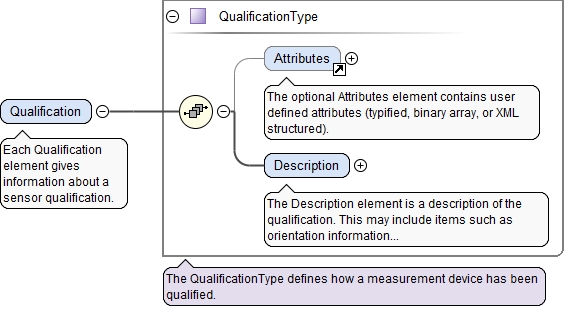 QualificationType
Attributes
The optional Attributes element contains user
defined attributes (typified, binary array, or XML
structured).
Qualification
Each Qualification
element gives
information about a
sensor qualification.
Description
The Description element is a description of the
qualification. This may include items such as
orientation information...
The QualificationType defines how a measurement device has been
qualified.